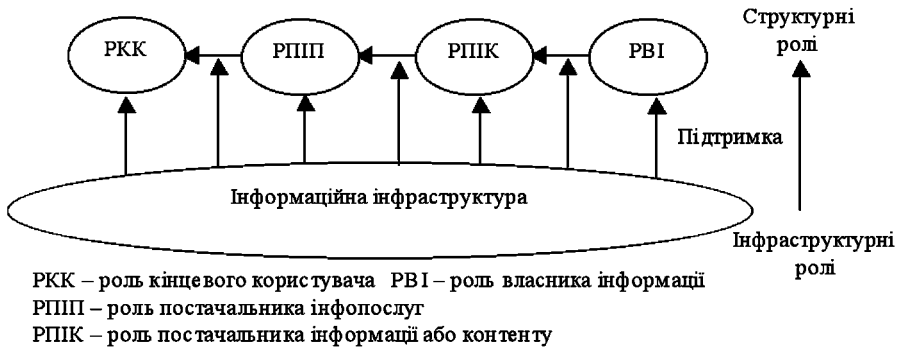 Структурні
ролі
РКК
РПІП
РПІК
РВІ
Підтримка
Інформаційна інфраструктура
Інфраструктурні
ролі
РКК – роль кінцевого користувача РВІ – роль власника інформації
РПІП – роль постачальника інфопослуг
РПІК – роль постачальника інформації або контенту